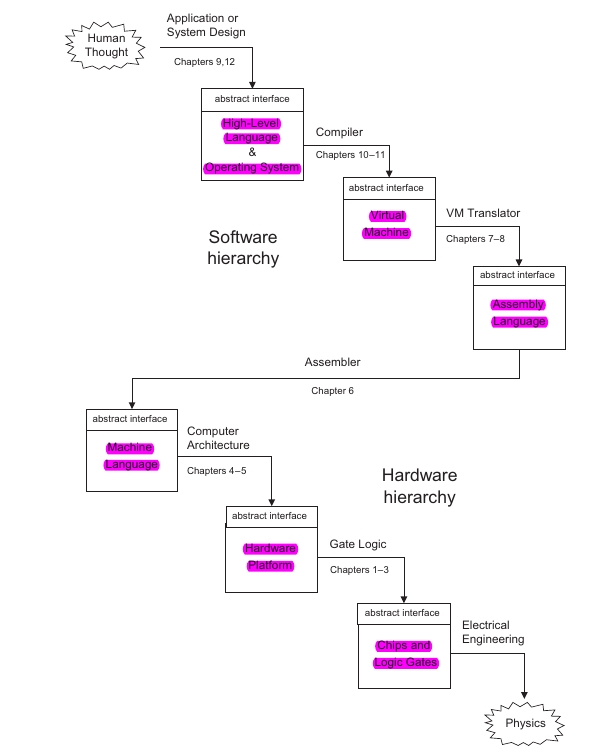 Application or
System Design
Human
Thought
Chapters 9,12
abstract interface
High-Level
Language
&
Operating System
Compiler
Chapters 10–11
abstract interface
Virtual
Machine
VM Translator
Chapters 7–8
Software
hierarchy
abstract interface
Assembly
Language
Assembler
Chapter 6
abstract interface
Machine
Language
Computer
Architecture
Chapters 4–5
Hardware
hierarchy
abstract interface
Hardware
Platform
Gate Logic
Chapters 1–3
abstract interface
Chips and
Logic Gates
Electrical
Engineering
Physics